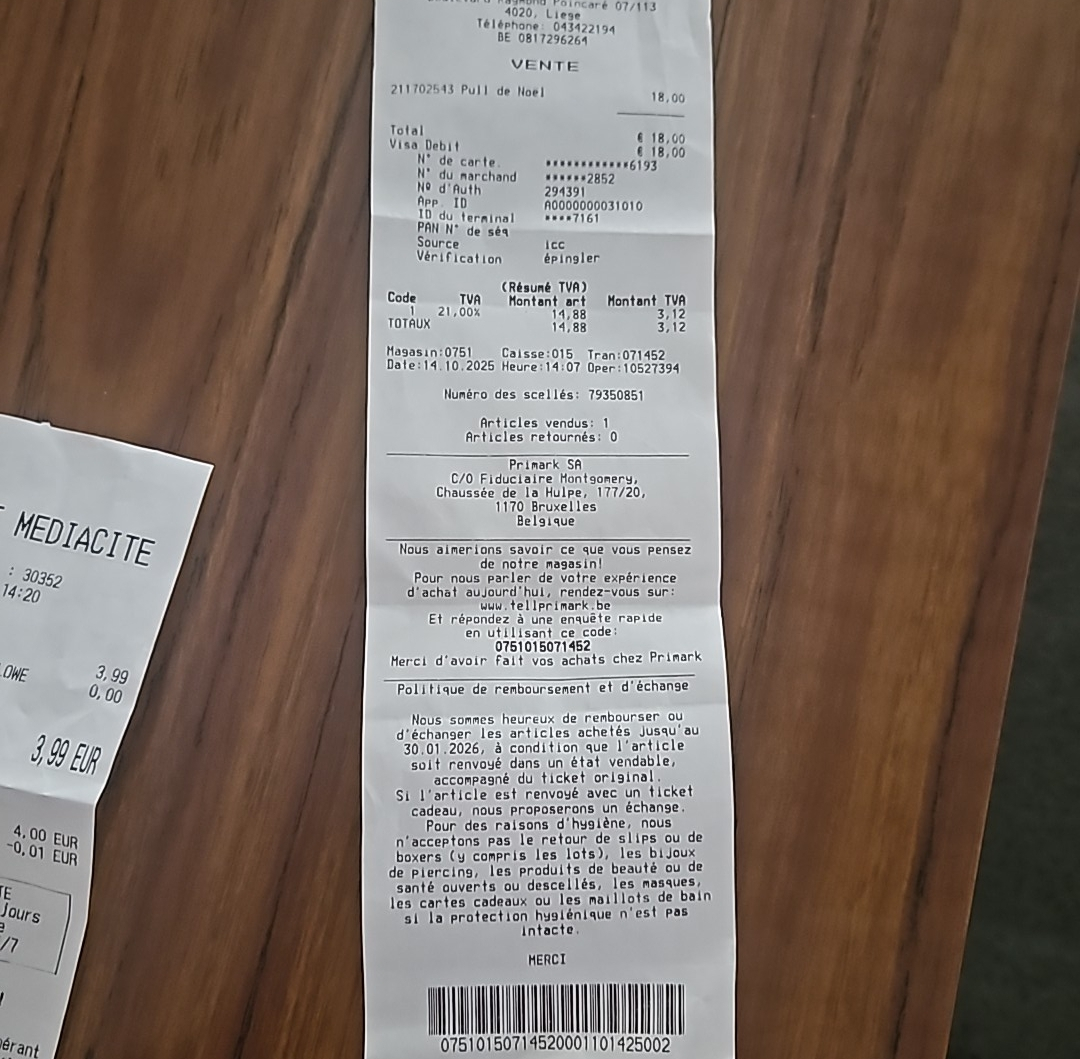 Poincaré 07/113
4020, Liege
Téléphone: 043422194
BE 0817296264
VENTE
211702543 Pull de Noel 18,00
Total € 18,00
Visa Debit € 18,00
N° de carte. ************6193
N° du marchand ******2852
Nº d'Auth 294391
App. ID A0000000031010
ID du terminal ****7161
PAN N° de séq
Source icc
Vérification épingler
(Résumé TVA)
Code TVA Montant art Montant TVA
1 21,00% 14,88 3,12
TOTAUX 14,88 3,12
Magasin:0751 Caisse:015 Tran:071452
Date:14.10.2025 Heure:14:07 Oper:10527394
Numéro des scellés: 79350851
Articles vendus: 1
Articles retournés: 0
Primark SA
C/O Fiduciaire Montgomery,
Chaussée de la Hulpe, 177/20,
1170 Bruxelles
Belgique
Nous aimerions savoir ce que vous pensez
de notre magasin!
Pour nous parler de votre expérience
d'achat aujourd'hui, rendez-vous sur:
www.tellprimark.be
Et répondez à une enquête rapide
en utilisant ce code:
0751015071452
Merci d'avoir fait vos achats chez Primark
Politique de remboursement et d'échange
Nous sommes heureux de rembourser ou
d'échanger les articles achetés jusqu'au
30.01.2026, à condition que l'article
soit renvoyé dans un état vendable,
accompagné du ticket original.
Si l'article est renvoyé avec un ticket
cadeau, nous proposerons un échange.
Pour des raisons d'hygiène, nous
n'acceptons pas le retour de slips ou de
boxers (y compris les lots), les bijoux
de piercing, les produits de beauté ou de
santé ouverts ou descellés, les masques,
les cartes cadeaux ou les maillots de bain
si la protection hygiénique n'est pas
intacte.
MERCI
07510150714520001101425002
MEDIACITE
: 30352
14:20
LOWE 3,99
0,00
3,99 EUR
4,00 EUR
-0,01 EUR
TE
jours
e
/7
érant